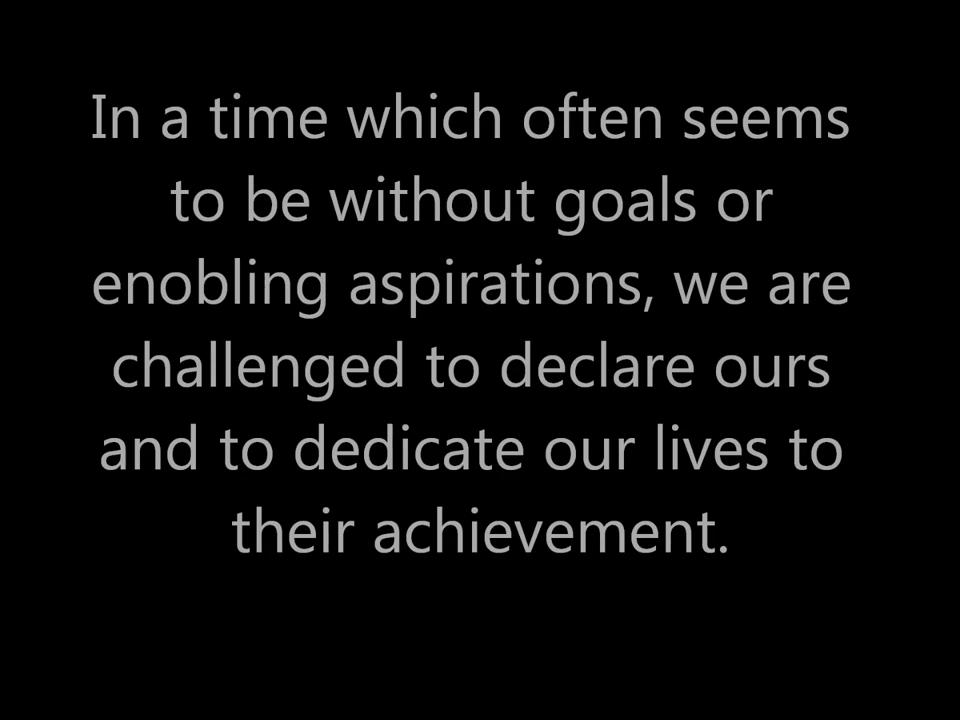 In a time which often seems
to be without goals or
enobling aspirations, we are
challenged to declare ours
and to dedicate our lives to
their achievement.